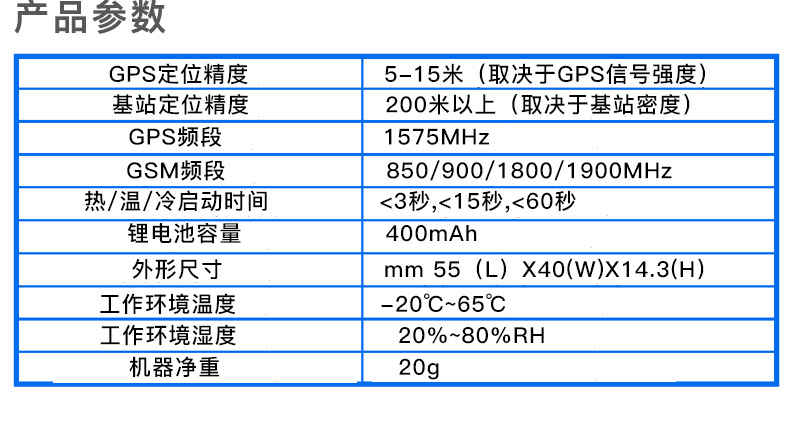 产品参数
GPS定位精度 5-15米（取决于GPS信号强度）
基站定位精度 200米以上（取决于基站密度）
GPS频段 1575MHz
GSM频段 850/900/1800/1900MHz
热/温/冷启动时间 <3秒,<15秒,<60秒
锂电池容量 400mAh
外形尺寸 mm 55（L）X40(W)X14.3(H)
工作环境温度 -20℃~65℃
工作环境湿度 20%~80%RH
机器净重 20g